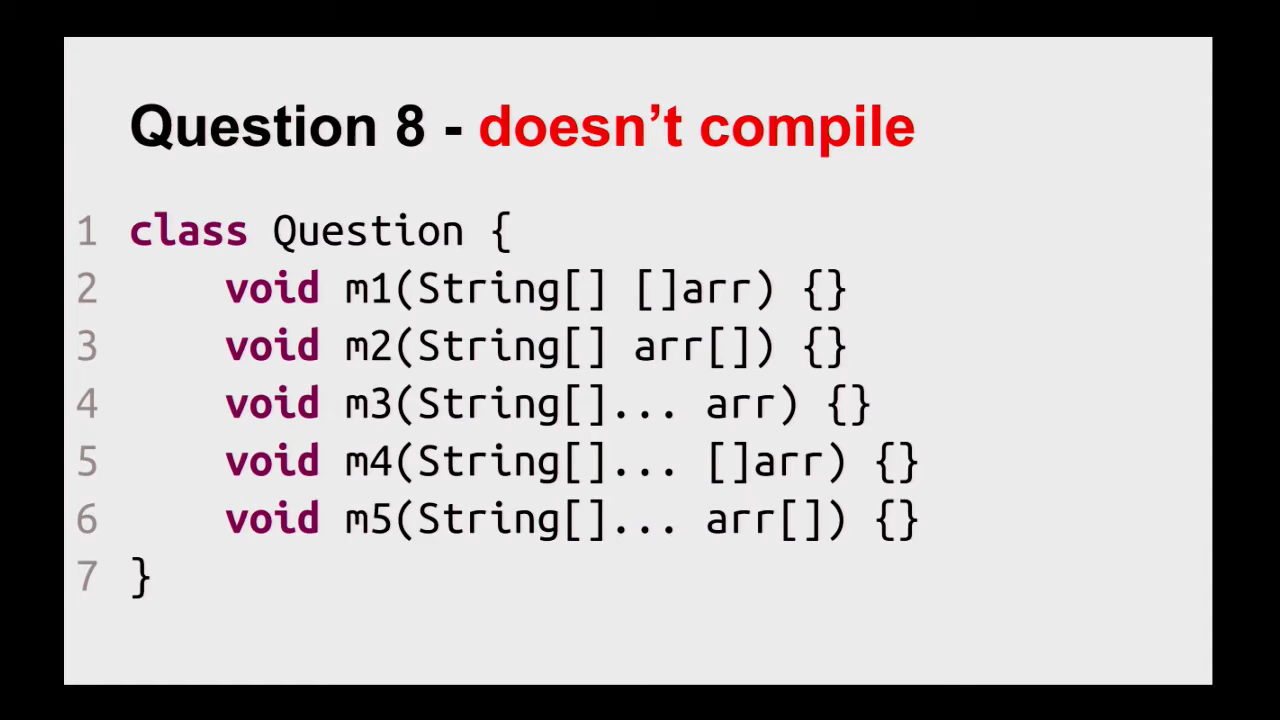 Question 8 - doesn’t compile
1 class Question {
2     void m1(String[] []arr) {}
3     void m2(String[] arr[]) {}
4     void m3(String[]... arr) {}
5     void m4(String[]... []arr) {}
6     void m5(String[]... arr[]) {}
7 }